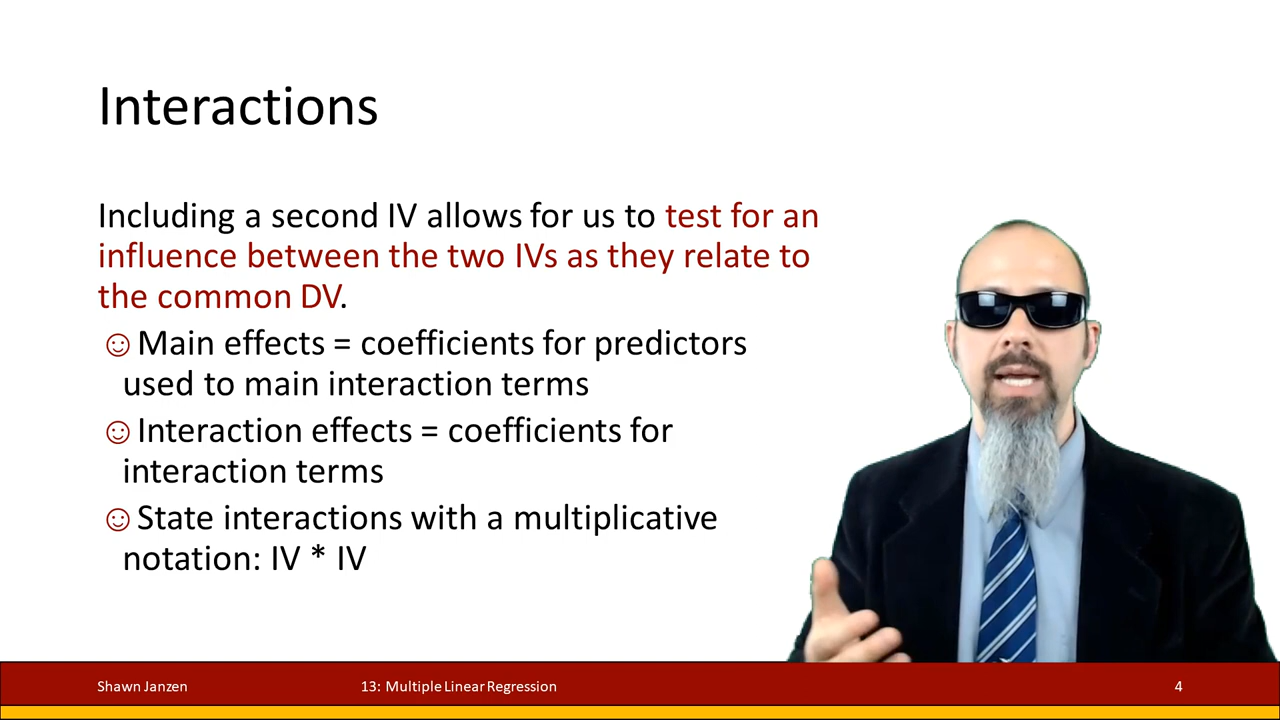 Interactions
Including a second IV allows for us to test for an
influence between the two IVs as they relate to
the common DV.
☺Main effects = coefficients for predictors
used to main interaction terms
☺Interaction effects = coefficients for
interaction terms
☺State interactions with a multiplicative
notation: IV * IV
Shawn Janzen
13: Multiple Linear Regression
4